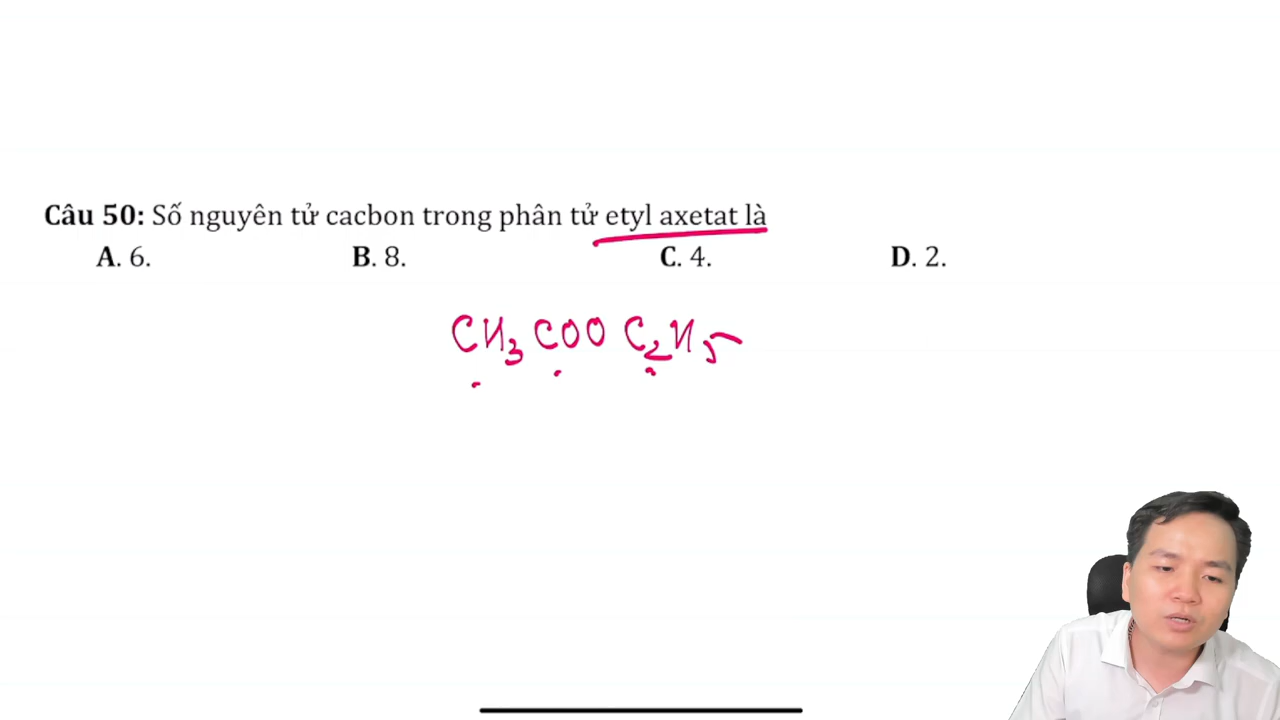 Câu 50: Số nguyên tử cacbon trong phân tử etyl axetat là
A. 6. B. 8. C. 4. D. 2.
CH₃COOC₂H₅